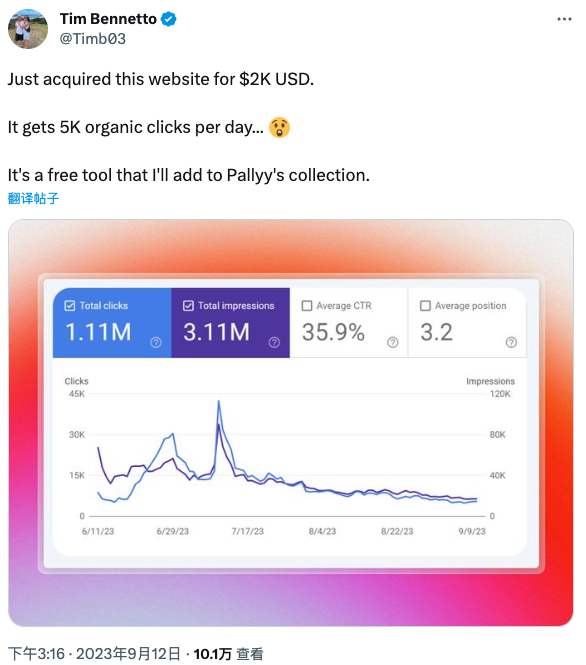 Tim Bennetto
@Timb03
Just acquired this website for $2K USD.
It gets 5K organic clicks per day... 😲
It's a free tool that I'll add to Pallyy's collection.
翻译帖子
Total clicks
1.11M
Total impressions
3.11M
Average CTR
35.9%
Average position
3.2
Clicks
Impressions
45K
120K
30K
80K
15K
40K
0
0
6/11/23 6/29/23 7/17/23 8/4/23 8/22/23 9/9/23
下午3:16 · 2023年9月12日 · 10.1万 查看